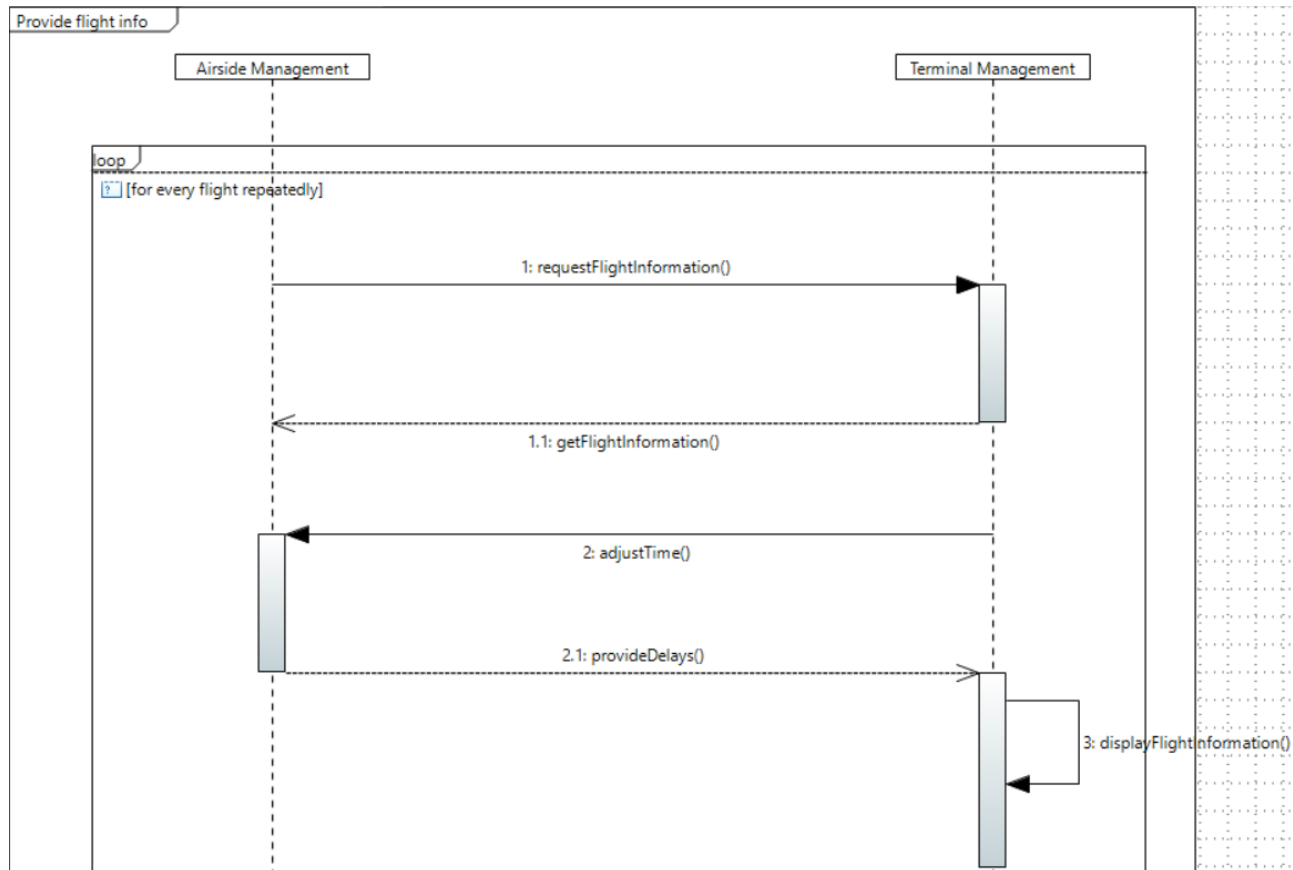 Provide flight info
Airside Management
Terminal Management
loop
[for every flight repeatedly]
1: requestFlightInformation()
1.1: getFlightInformation()
2: adjustTime()
2.1: provideDelays()
3: displayFlightInformation()